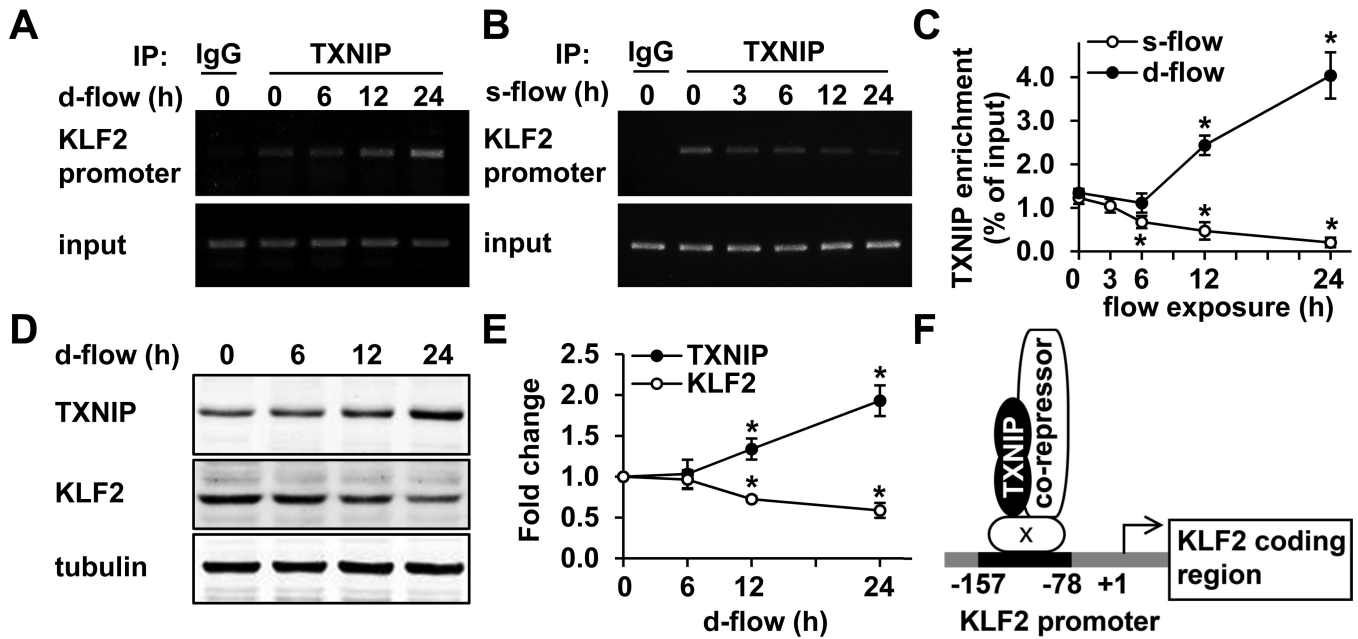 A
IP: IgG TXNIP
d-flow (h) 0 0 6 12 24
KLF2
promoter
input
B
IP: IgG TXNIP
s-flow (h) 0 0 3 6 12 24
KLF2
promoter
input
C
TXNIP enrichment
(% of input)
s-flow
d-flow
4.0
3.0
2.0
1.0
0.0
* * * * *
0 3 6 12 24
flow exposure (h)
D
d-flow (h) 0 6 12 24
TXNIP
KLF2
tubulin
E
Fold change
TXNIP
KLF2
2.5
2.0
1.5
1.0
0.5
0.0
* * * *
0 6 12 24
d-flow (h)
F
TXNIP
co-repressor
x
KLF2 coding
region
-157 -78 +1
KLF2 promoter